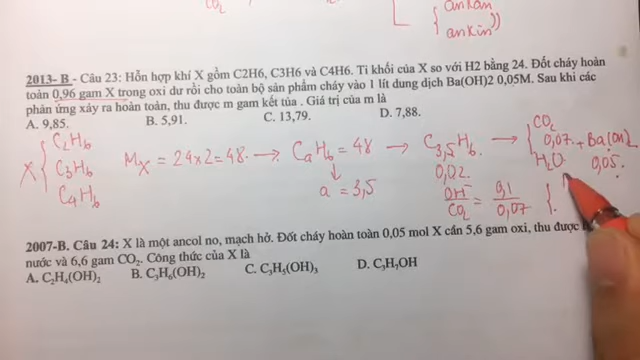 CO2
ankan
ankin
2013- B - Câu 23: Hỗn hợp khí X gồm C2H6, C3H6 và C4H6. Tỉ khối của X so với H2 bằng 24. Đốt cháy hoàn
toàn 0,96 gam X trong oxi dư rồi cho toàn bộ sản phẩm cháy vào 1 lít dung dịch Ba(OH)2 0,05M. Sau khi các
phản ứng xảy ra hoàn toàn, thu được m gam kết tủa . Giá trị của m là
A. 9,85. B. 5,91. C. 13,79. D. 7,88.
X { C2H6 C3H6 C4H6
MX = 24 x 2 = 48 → CaH6 = 48 → C3,5H6 → { CO2 0,07 + Ba(OH)2
H2O 0,05
a = 3,5 0,02
OH-/CO2 = 0,1/0,07 {
2007-B. Câu 24: X là một ancol no, mạch hở. Đốt cháy hoàn toàn 0,05 mol X cần 5,6 gam oxi, thu được
nước và 6,6 gam CO2. Công thức của X là
A. C2H4(OH)2 B. C3H6(OH)2 C. C3H5(OH)3 D. C3H7OH